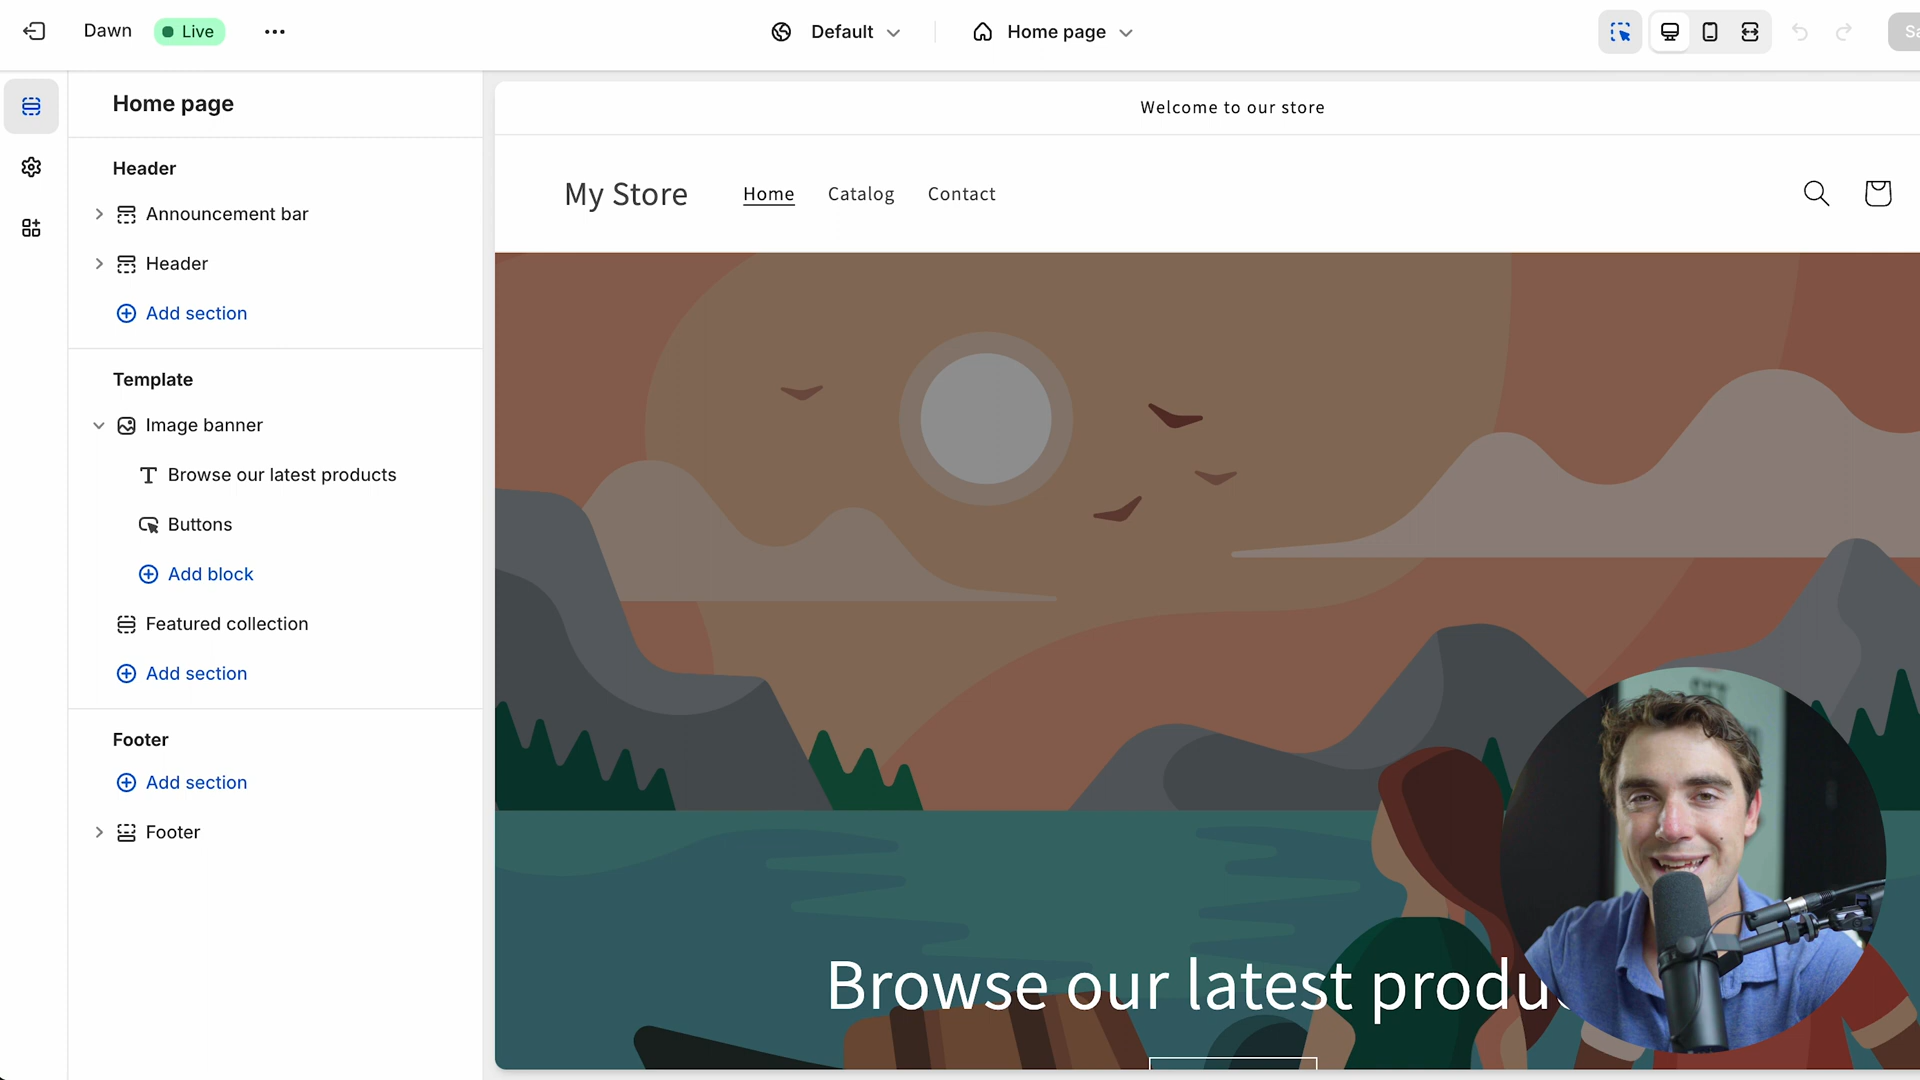 Dawn
Live
Default
Home page
Sa
Home page
Header
Announcement bar
Header
Add section
Template
Image banner
Browse our latest products
Buttons
Add block
Featured collection
Add section
Footer
Add section
Footer
Welcome to our store
My Store
Home
Catalog
Contact
Browse our latest produ